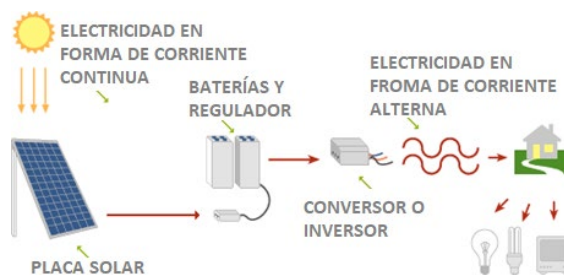 ELECTRICIDAD EN
FORMA DE CORRIENTE
CONTINUA
BATERÍAS Y
REGULADOR
ELECTRICIDAD EN
FROMA DE CORRIENTE
ALTERNA
CONVERSOR O
INVERSOR
PLACA SOLAR